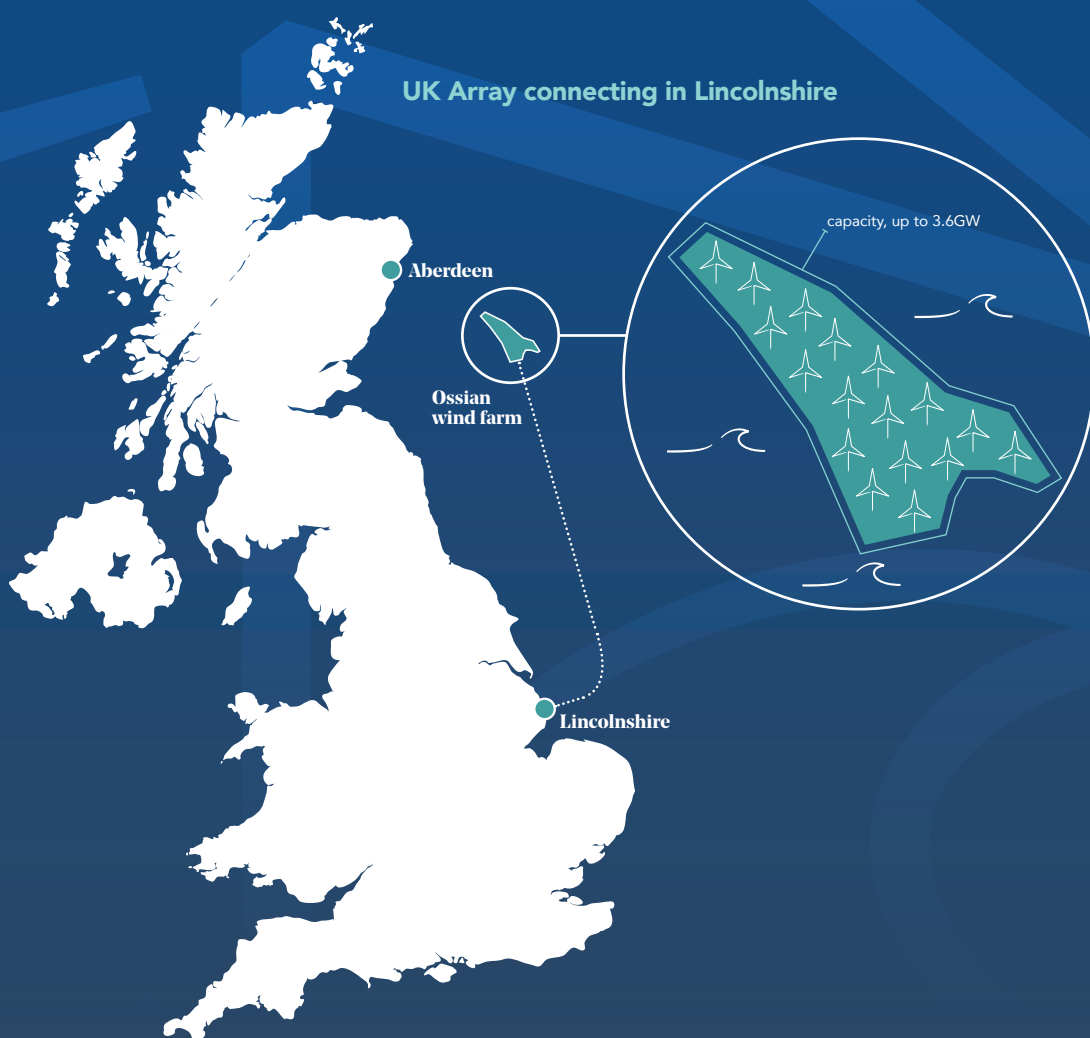 UK Array connecting in Lincolnshire
capacity, up to 3.6GW
Aberdeen
Ossian
wind farm
Lincolnshire